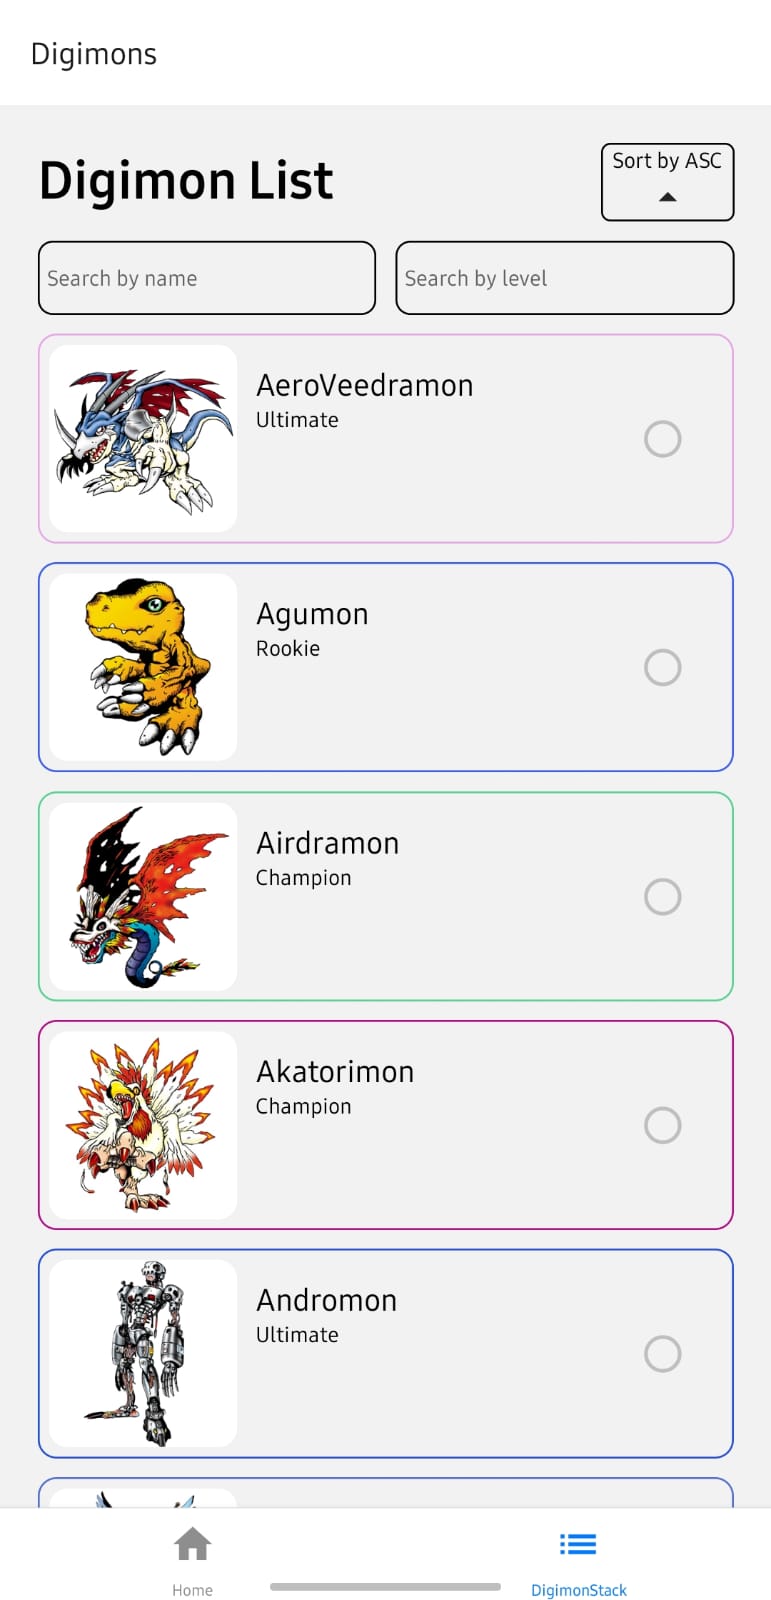 Digimons
Digimon List
Sort by ASC
Search by name
Search by level
AeroVeedramon
Ultimate
Agumon
Rookie
Airdramon
Champion
Akatorimon
Champion
Andromon
Ultimate
Home
DigimonStack